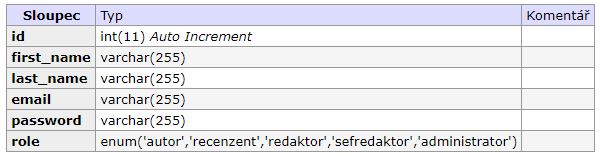 Sloupec Typ Komentář
id int(11) Auto Increment
first_name varchar(255)
last_name varchar(255)
email varchar(255)
password varchar(255)
role enum('autor','recenzent','redaktor','sefredaktor','administrator')